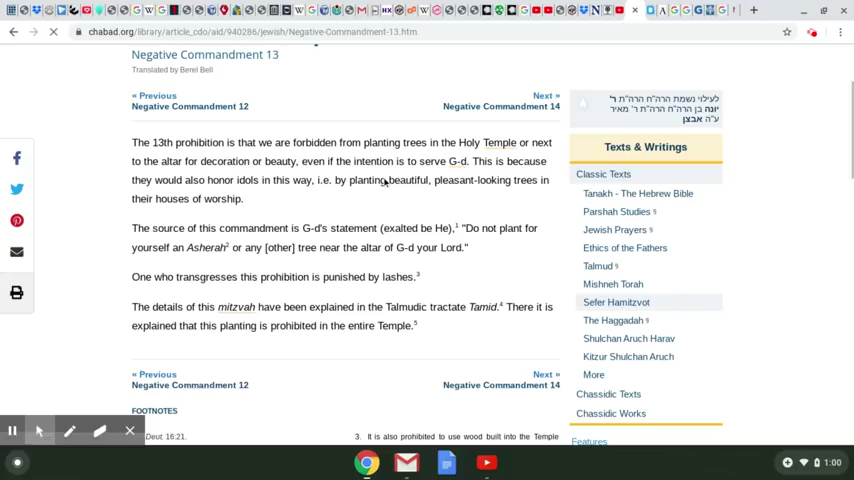 chabad.org/library/article_cdo/aid/940286/jewish/Negative-Commandment-13.htm
Negative Commandment 13
Translated by Berel Bell
« Previous
Negative Commandment 12
Next »
Negative Commandment 14
The 13th prohibition is that we are forbidden from planting trees in the Holy Temple or next
to the altar for decoration or beauty, even if the intention is to serve G-d. This is because
they would also honor idols in this way, i.e. by planting beautiful, pleasant-looking trees in
their houses of worship.
The source of this commandment is G-d's statement (exalted be He),1 "Do not plant for
yourself an Asherah2 or any [other] tree near the altar of G-d your Lord."
One who transgresses this prohibition is punished by lashes.3
The details of this mitzvah have been explained in the Talmudic tractate Tamid.4 There it is
explained that this planting is prohibited in the entire Temple.5
« Previous
Negative Commandment 12
Next »
Negative Commandment 14
FOOTNOTES
Deut. 16:21.
3. It is also prohibited to use wood built into the Temple
לעילוי נשמת הרה"ח הרה"ת ר'
יונה בן הרה"ח הרה"ת ר' מאיר
ע"ה אבצן
Texts & Writings
Classic Texts
Tanakh - The Hebrew Bible
Parshah Studies
Jewish Prayers
Ethics of the Fathers
Talmud
Mishneh Torah
Sefer Hamitzvot
The Haggadah
Shulchan Aruch Harav
Kitzur Shulchan Aruch
More
Chassidic Texts
Chassidic Works
Features
1:00